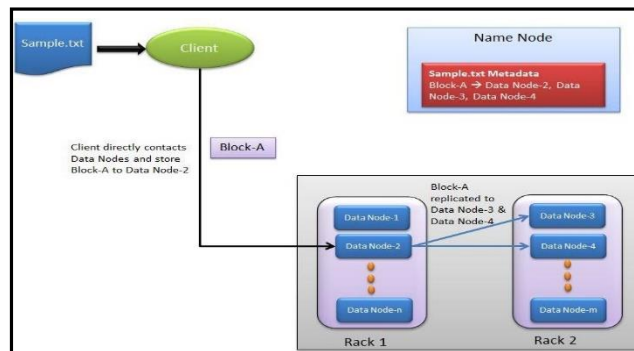 Sample.txt
Client
Name Node
Sample.txt Metadata
Block-A → Data Node-2, Data
Node-3, Data Node-4
Client directly contacts
Data Nodes and store
Block-A to Data Node-2
Block-A
Block-A
replicated to
Data Node-3 &
Data Node-4
Data Node-1
Data Node-2
Data Node-n
Rack 1
Data Node-3
Data Node-4
Data Node-m
Rack 2